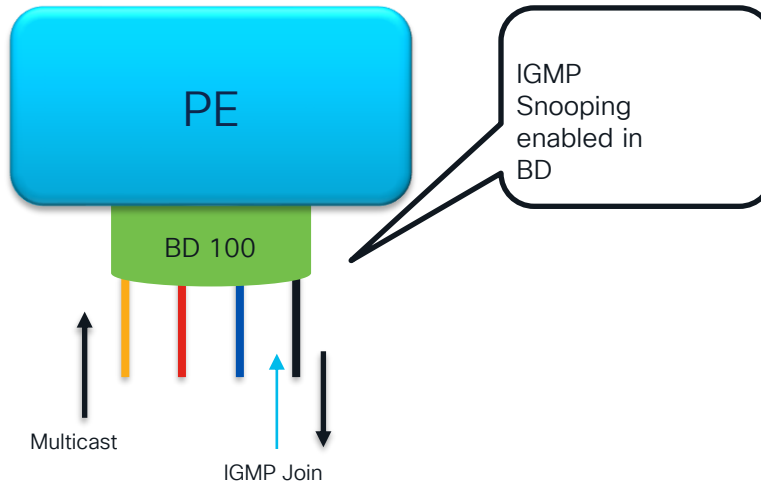 PE
IGMP
Snooping
enabled in
BD
BD 100
Multicast
IGMP Join